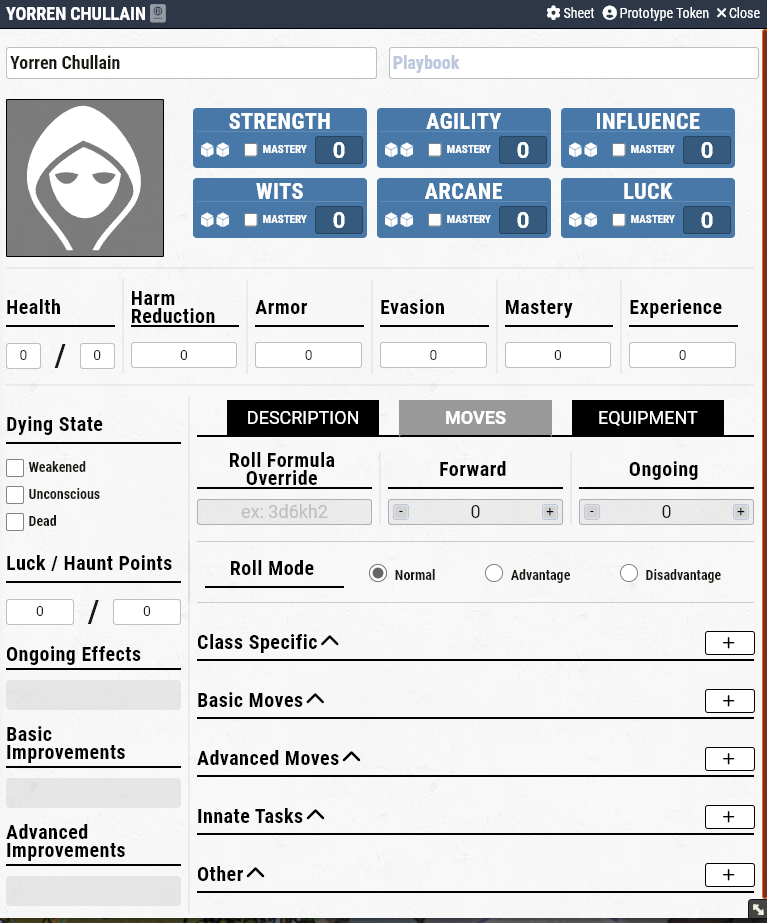 YORREN CHULLAIN Sheet Prototype Token Close
Yorren Chullain Playbook
STRENGTH AGILITY INFLUENCE
MASTERY 0 MASTERY 0 MASTERY 0
WITS ARCANE LUCK
MASTERY 0 MASTERY 0 MASTERY 0
Health Harm Reduction Armor Evasion Mastery Experience
0 / 0 0 0 0 0 0
Dying State
Weakened
Unconscious
Dead
Luck / Haunt Points
0 / 0
Ongoing Effects
Basic
Improvements
Advanced
Improvements
DESCRIPTION MOVES EQUIPMENT
Roll Formula
Override Forward Ongoing
ex: 3d6kh2 - 0 + - 0 +
Roll Mode Normal Advantage Disadvantage
Class Specific +
Basic Moves +
Advanced Moves +
Innate Tasks +
Other +